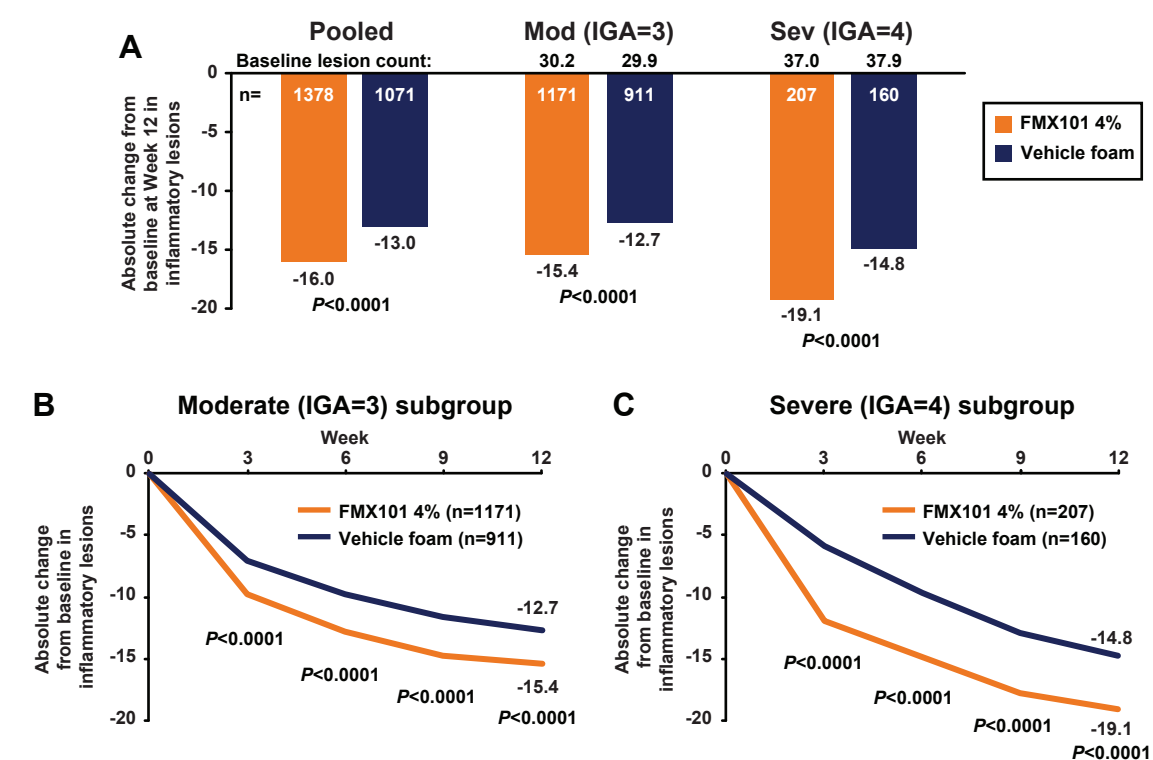 A
Pooled
Mod (IGA=3)
Sev (IGA=4)
Baseline lesion count:
30.2
29.9
37.0
37.9
Absolute change from
baseline at Week 12 in
inflammatory lesions
0
-5
-10
-15
-20
n=
1378
1071
1171
911
207
160
-16.0
-13.0
-15.4
-12.7
-19.1
-14.8
P<0.0001
P<0.0001
P<0.0001
FMX101 4%
Vehicle foam
B
Moderate (IGA=3) subgroup
Week
0
3
6
9
12
Absolute change
from baseline in
inflammatory lesions
0
-5
-10
-15
-20
FMX101 4% (n=1171)
Vehicle foam (n=911)
-12.7
-15.4
P<0.0001
P<0.0001
P<0.0001
P<0.0001
C
Severe (IGA=4) subgroup
Week
0
3
6
9
12
Absolute change
from baseline in
inflammatory lesions
0
-5
-10
-15
-20
FMX101 4% (n=207)
Vehicle foam (n=160)
-14.8
-19.1
P<0.0001
P<0.0001
P<0.0001
P<0.0001